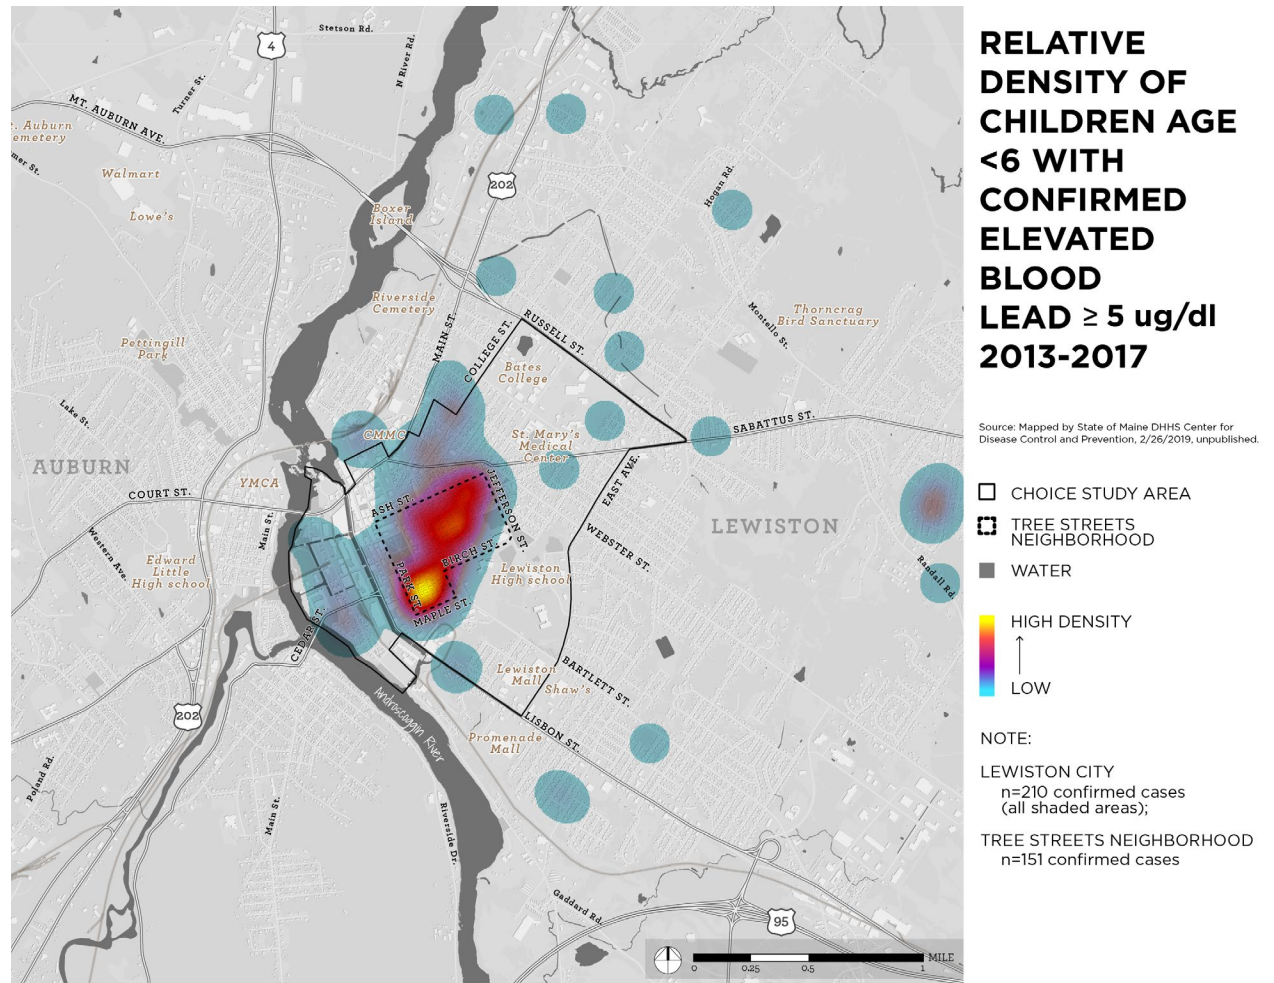 RELATIVE
DENSITY OF
CHILDREN AGE
<6 WITH
CONFIRMED
ELEVATED
BLOOD
LEAD ≥ 5 ug/dl
2013-2017
Source: Mapped by State of Maine DHHS Center for
Disease Control and Prevention, 2/26/2019, unpublished.
CHOICE STUDY AREA
TREE STREETS
NEIGHBORHOOD
WATER
HIGH DENSITY
LOW
NOTE:
LEWISTON CITY
n=210 confirmed cases
(all shaded areas);
TREE STREETS NEIGHBORHOOD
n=151 confirmed cases
Stetson Rd.
4
N River Rd.
Turner St.
MT. AUBURN AVE.
t. Auburn
emetery
mer St.
Walmart
Lowe's
202
Hogan Rd.
Boxer
Island
Riverside
Cemetery
Thorncrag
Bird Sanctuary
Montello St.
MAIN ST.
COLLEGE ST.
RUSSELL ST.
Pettingill
Park
Bates
College
Lake St.
CMMC
St. Mary's
Medical
Center
SABATTUS ST.
AUBURN
YMCA
COURT ST.
EAST AVE.
JEFFERSON ST.
ASH ST.
Main St.
LEWISTON
WEBSTER ST.
Western Ave.
BIRCH ST.
Edward
Little
High school
PARK ST.
Lewiston
High school
Randall Rd.
MAPLE ST.
CEDAR ST.
Lewiston
Mall
Shaw's
BARTLETT ST.
Androscoggin River
202
LISBON ST.
Promenade
Mall
Poland Rd.
Main St.
Riverside Dr.
Gaddard Rd.
95
MILE
0
0.25
0.5
1